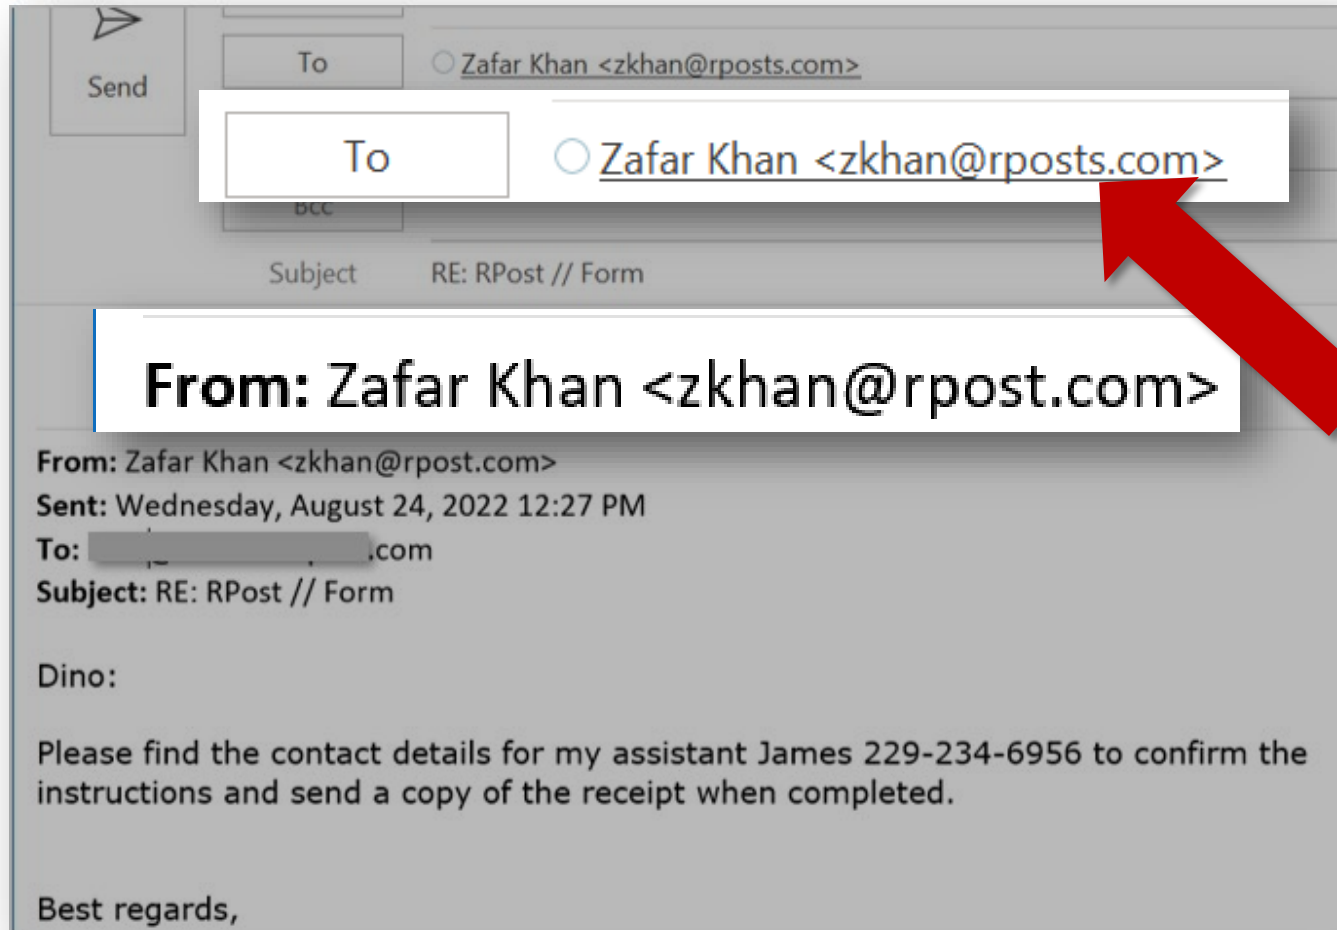 Send
To
Zafar Khan <zkhan@rposts.com>
To
Zafar Khan <zkhan@rposts.com>
Bcc
Subject RE: RPost // Form
From: Zafar Khan <zkhan@rpost.com>
From: Zafar Khan <zkhan@rpost.com>
Sent: Wednesday, August 24, 2022 12:27 PM
To: .com
Subject: RE: RPost // Form
Dino:
Please find the contact details for my assistant James 229-234-6956 to confirm the
instructions and send a copy of the receipt when completed.
Best regards,